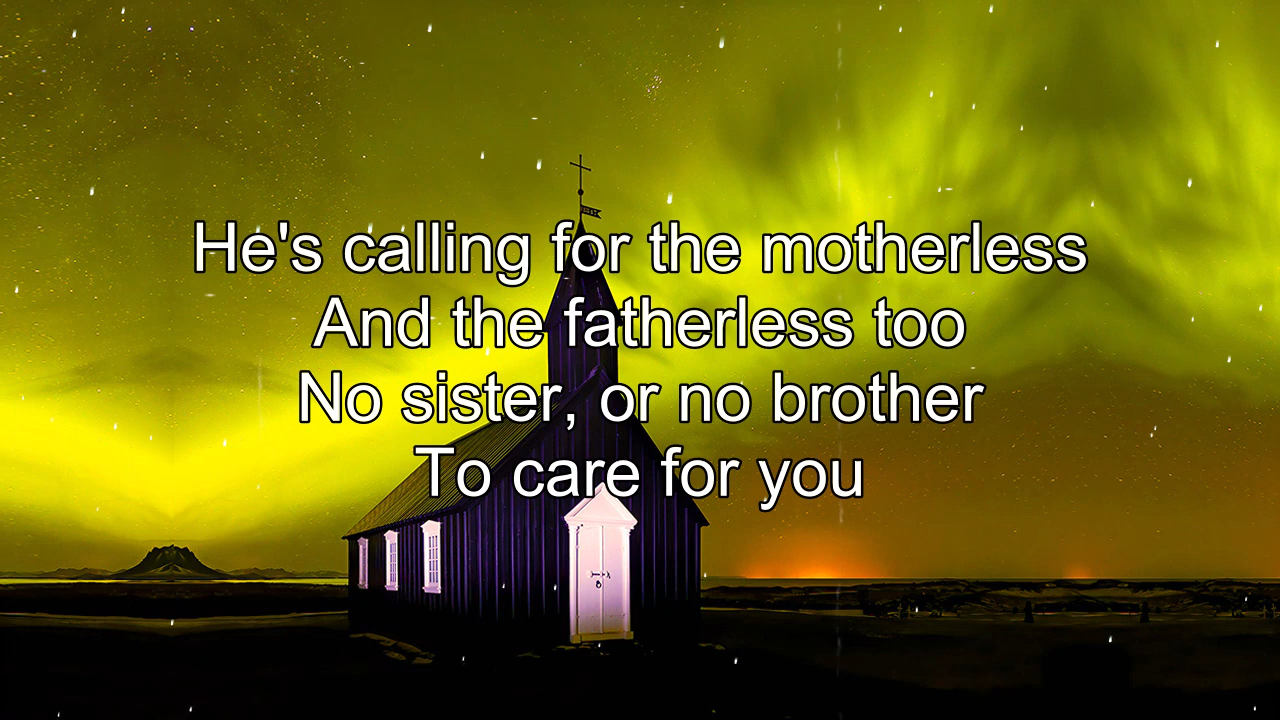 He's calling for the motherless
And the fatherless too
No sister, or no brother
To care for you